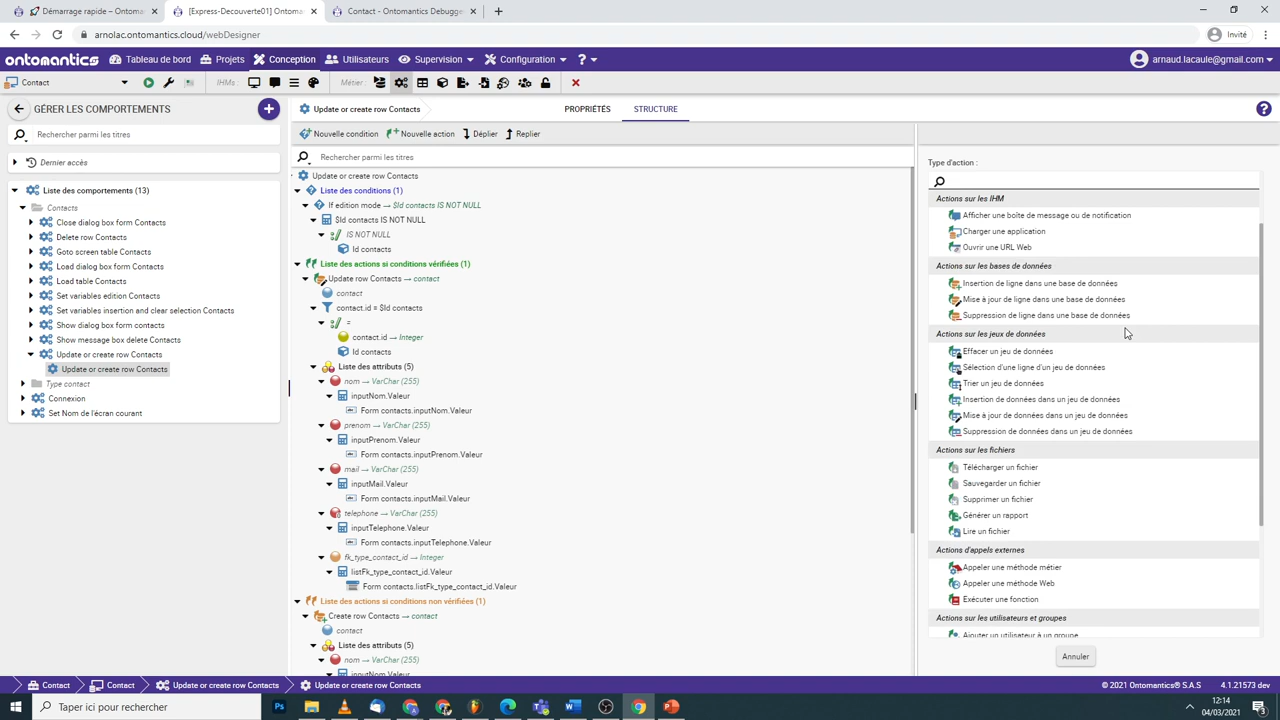 Démarrage rapide – Ontomantics
[Express-Decouverte01] Ontomant
Contact - Ontomantics Debugger
arnolac.ontomantics.cloud/webDesigner
Invité
ontomantics
Tableau de bord
Projets
Conception
Utilisateurs
Supervision
Configuration
?
arnaud.lacaule@gmail.com
Contact
IHMs :
Métier :
GÉRER LES COMPORTEMENTS
Update or create row Contacts
PROPRIÉTÉS
STRUCTURE
Rechercher parmi les titres
Nouvelle condition
Nouvelle action
Déplier
Replier
Dernier accès
Rechercher parmi les titres
Liste des comportements (13)
Contacts
Close dialog box form Contacts
Delete row Contacts
Goto screen table Contacts
Load dialog box form Contacts
Load table Contacts
Set variables edition Contacts
Set variables insertion and clear selection Contacts
Show dialog box form contacts
Show message box delete Contacts
Update or create row Contacts
Update or create row Contacts
Type contact
Connexion
Set Nom de l'écran courant
Update or create row Contacts
Liste des conditions (1)
If edition mode → $Id contacts IS NOT NULL
$Id contacts IS NOT NULL
IS NOT NULL
Id contacts
Liste des actions si conditions vérifiées (1)
Update row Contacts → contact
contact
contact.id = $Id contacts
=
contact.id → Integer
Id contacts
Liste des attributs (5)
nom → VarChar (255)
inputNom.Valeur
Form contacts.inputNom.Valeur
prenom → VarChar (255)
inputPrenom.Valeur
Form contacts.inputPrenom.Valeur
mail → VarChar (255)
inputMail.Valeur
Form contacts.inputMail.Valeur
telephone → VarChar (255)
inputTelephone.Valeur
Form contacts.inputTelephone.Valeur
fk_type_contact_id → Integer
listFk_type_contact_id.Valeur
Form contacts.listFk_type_contact_id.Valeur
Liste des actions si conditions non vérifiées (1)
Create row Contacts → contact
contact
Liste des attributs (5)
nom → VarChar (255)
inputNom.Valeur
Type d'action :
Actions sur les IHM
Afficher une boîte de message ou de notification
Charger une application
Ouvrir une URL Web
Actions sur les bases de données
Insertion de ligne dans une base de données
Mise à jour de ligne dans une base de données
Suppression de ligne dans une base de données
Actions sur les jeux de données
Effacer un jeu de données
Sélection d'une ligne d'un jeu de données
Trier un jeu de données
Insertion de données dans un jeu de données
Mise à jour de données dans un jeu de données
Suppression de données dans un jeu de données
Actions sur les fichiers
Télécharger un fichier
Sauvegarder un fichier
Supprimer un fichier
Générer un rapport
Lire un fichier
Actions d'appels externes
Appeler une méthode métier
Appeler une méthode Web
Exécuter une fonction
Actions sur les utilisateurs et groupes
Ajouter un utilisateur à un groupe
Annuler
Contact
Contact
Update or create row Contacts
Update or create row Contacts
© 2021 Ontomantics S.A.S
4.1.21573 dev
Taper ici pour rechercher
12:14
04/03/2021